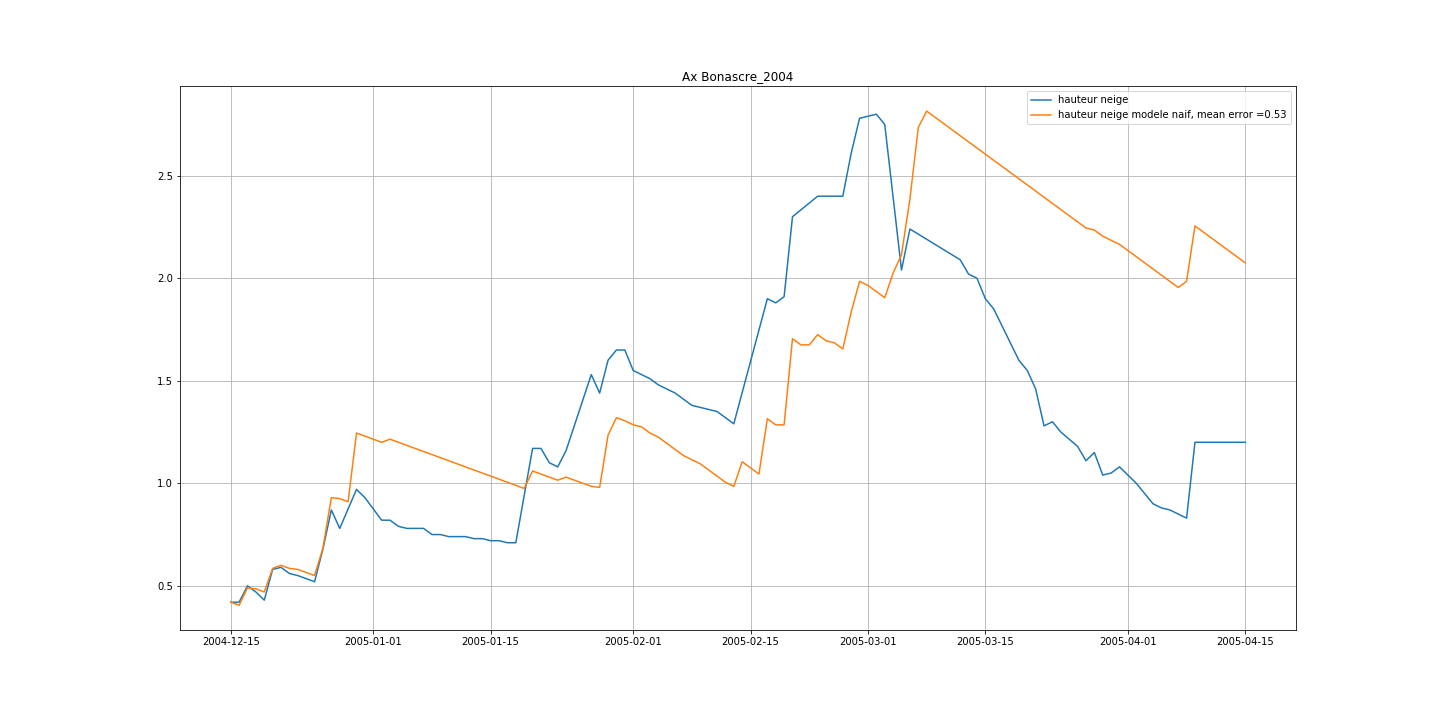 Ax Bonascre_2004
hauteur neige
hauteur neige modele naif, mean error =0.53
2.5
2.0
1.5
1.0
0.5
2004-12-15 2005-01-01 2005-01-15 2005-02-01 2005-02-15 2005-03-01 2005-03-15 2005-04-01 2005-04-15